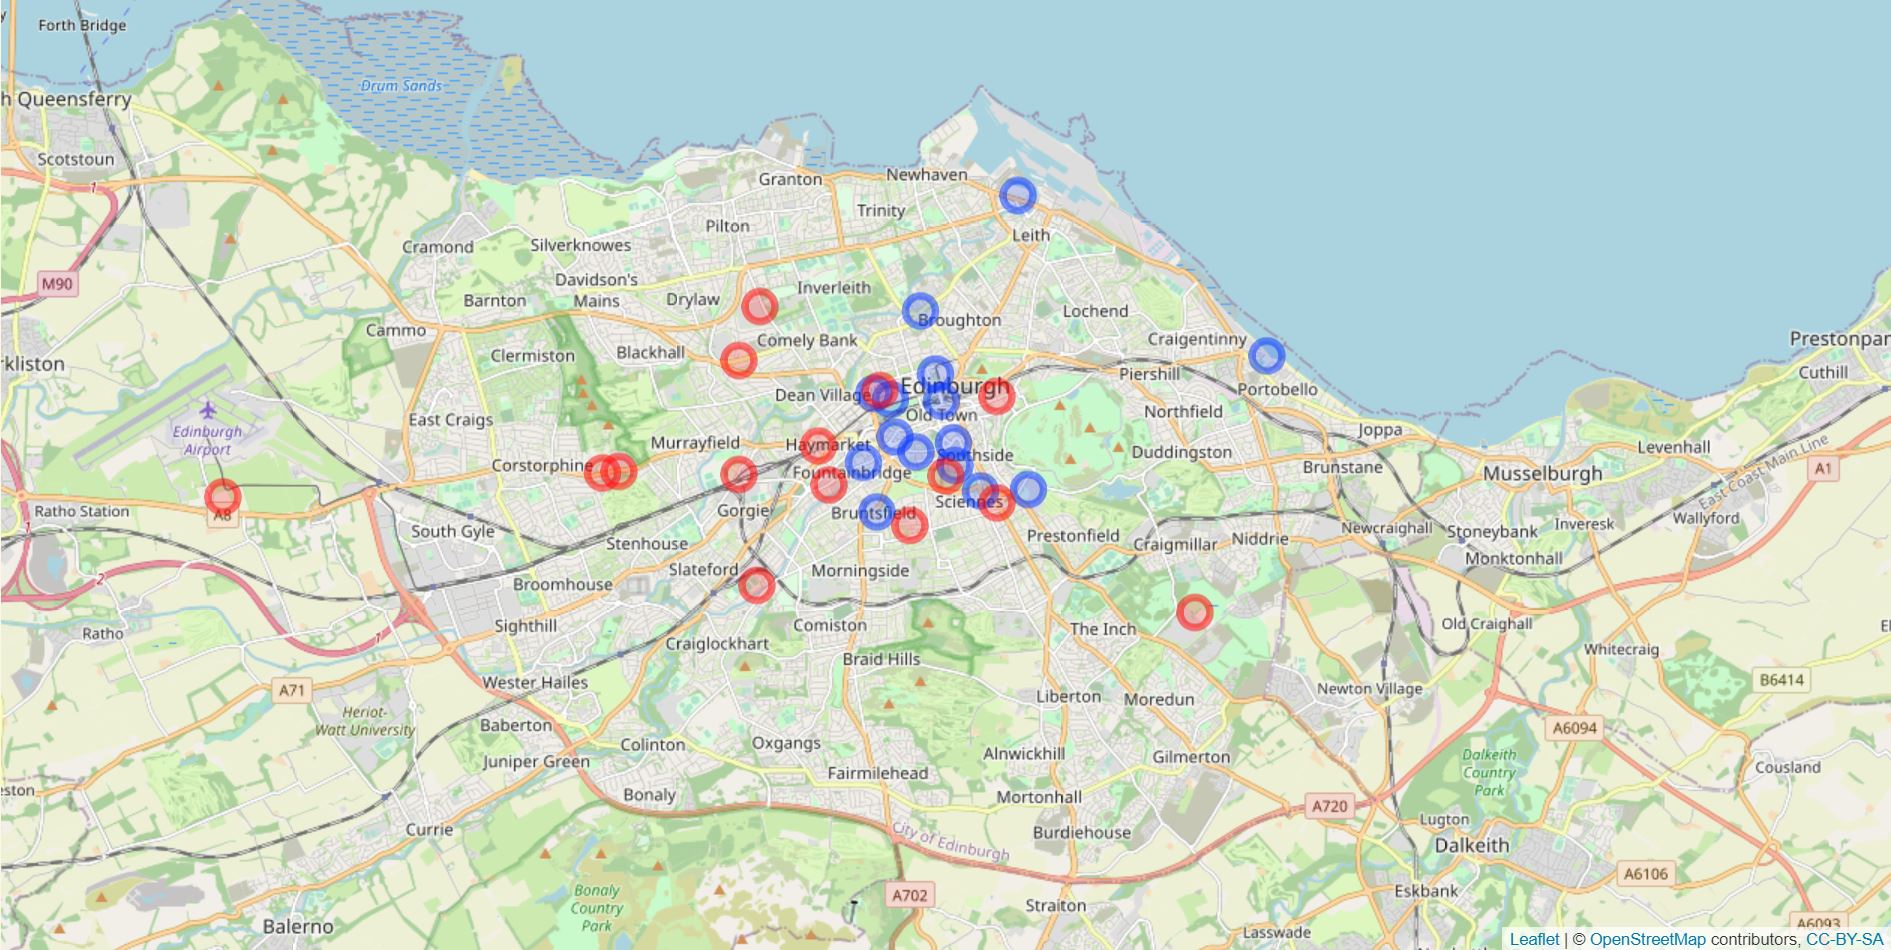 Forth Bridge
Drum Sands
h Queensferry
Scotstoun
1
Newhaven
Granton
Trinity
Pilton
Leith
Cramond
Silverknowes
M90
Davidson's
Mains
Inverleith
Barnton
Drylaw
Lochend
Broughton
Cammo
Craigentinny
Prestonpar
Comely Bank
Blackhall
Clermiston
rkliston
Piershill
Cuthill
Edinburgh
Portobello
Dean Village
Old Town
Northfield
East Craigs
Edinburgh
Airport
Joppa
Murrayfield
Haymarket
Levenhall
Southside
Duddingston
Corstorphine
Brunstane
Musselburgh
A1
Fountainbridge
East Coast Main Line
Sciennes
Ratho Station
A8
Gorgie
Bruntsfield
Wallyford
South Gyle
Newcraighall
Inveresk
Stoneybank
Prestonfield
Niddrie
Stenhouse
Craigmillar
Monktonhall
Slateford
Morningside
2
Broomhouse
Sighthill
Comiston
The Inch
Old Craighall
El
Ratho
1
1
Craiglockhart
Whitecraig
Braid Hills
Wester Hailes
B6414
A71
Newton Village
Liberton
Moredun
Heriot-
Watt University
Baberton
A6094
Colinton
Oxgangs
Alnwickhill
Gilmerton
Juniper Green
Dalkeith
Country
Park
Cousland
Fairmilehead
eston
Bonaly
Mortonhall
A720
Currie
City of Edinburgh
Burdiehouse
Lugton
Dalkeith
A6106
Bonaly
Country
Park
A702
Eskbank
Straiton
Balerno
Lasswade
A6093
Leaflet | © OpenStreetMap contributors, CC-BY-SA